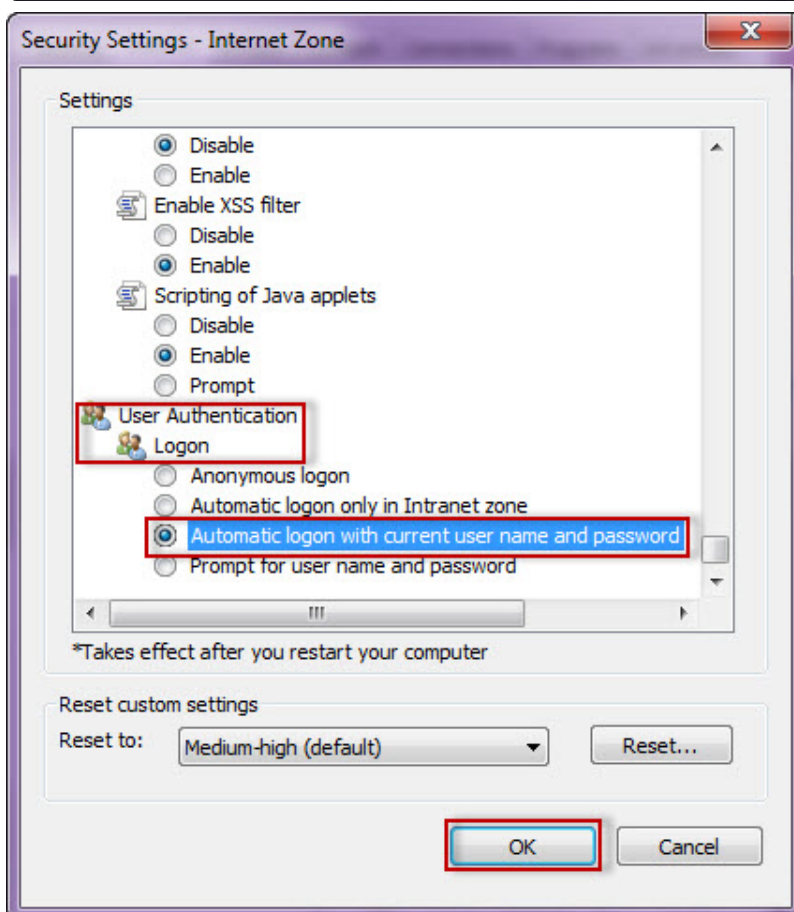 Security Settings - Internet Zone
Settings
Disable
Enable
Enable XSS filter
Disable
Enable
Scripting of Java applets
Disable
Enable
Prompt
User Authentication
Logon
Anonymous logon
Automatic logon only in Intranet zone
Automatic logon with current user name and password
Prompt for user name and password
*Takes effect after you restart your computer
Reset custom settings
Reset to: Medium-high (default) Reset...
OK Cancel